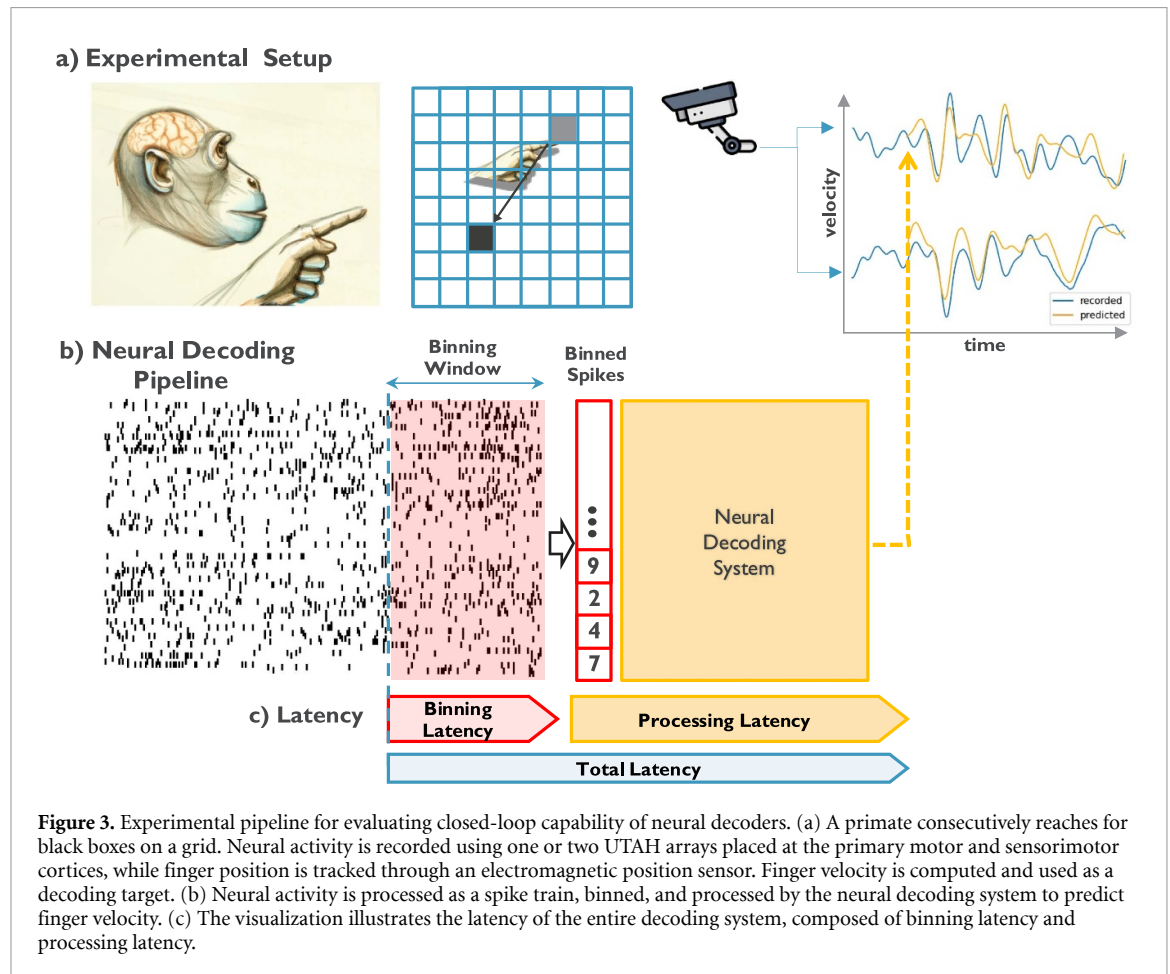 a) Experimental Setup
velocity
recorded
predicted
time
b) Neural Decoding
Pipeline
Binning
Window
Binned
Spikes
9
2
4
7
Neural
Decoding
System
c) Latency
Binning
Latency
Processing Latency
Total Latency
Figure 3. Experimental pipeline for evaluating closed-loop capability of neural decoders. (a) A primate consecutively reaches for
black boxes on a grid. Neural activity is recorded using one or two UTAH arrays placed at the primary motor and sensorimotor
cortices, while finger position is tracked through an electromagnetic position sensor. Finger velocity is computed and used as a
decoding target. (b) Neural activity is processed as a spike train, binned, and processed by the neural decoding system to predict
finger velocity. (c) The visualization illustrates the latency of the entire decoding system, composed of binning latency and
processing latency.